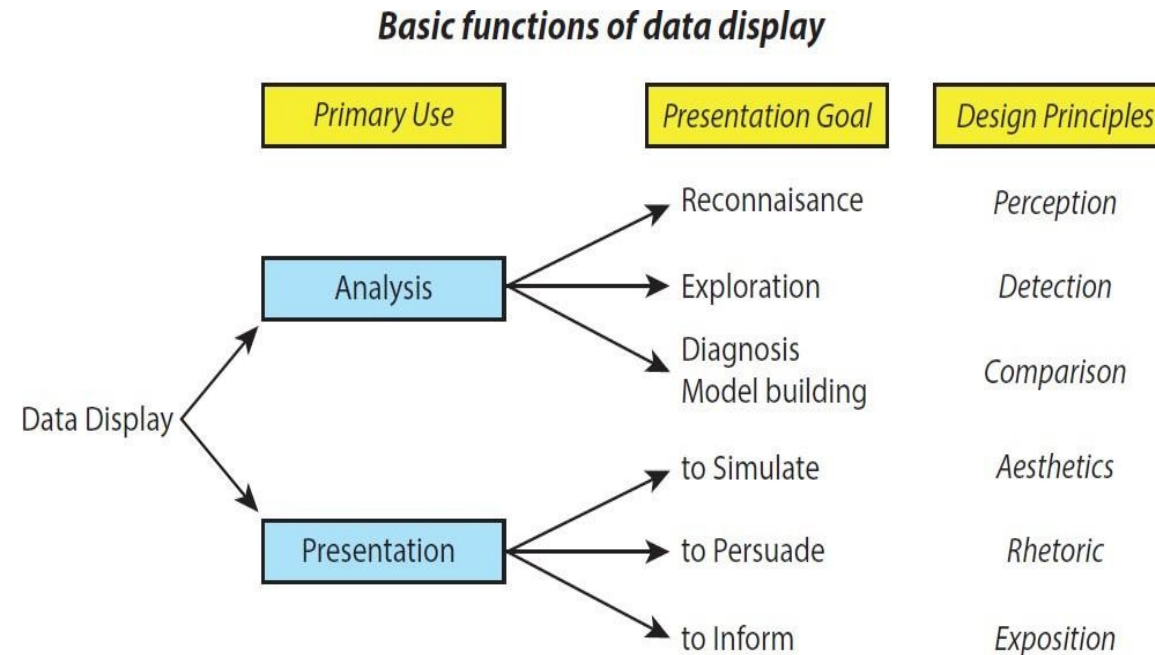 Basic functions of data display
Primary Use
Presentation Goal
Design Principles
Reconnaisance
Perception
Analysis
Exploration
Detection
Diagnosis
Model building
Comparison
Data Display
to Simulate
Aesthetics
Presentation
to Persuade
Rhetoric
to Inform
Exposition